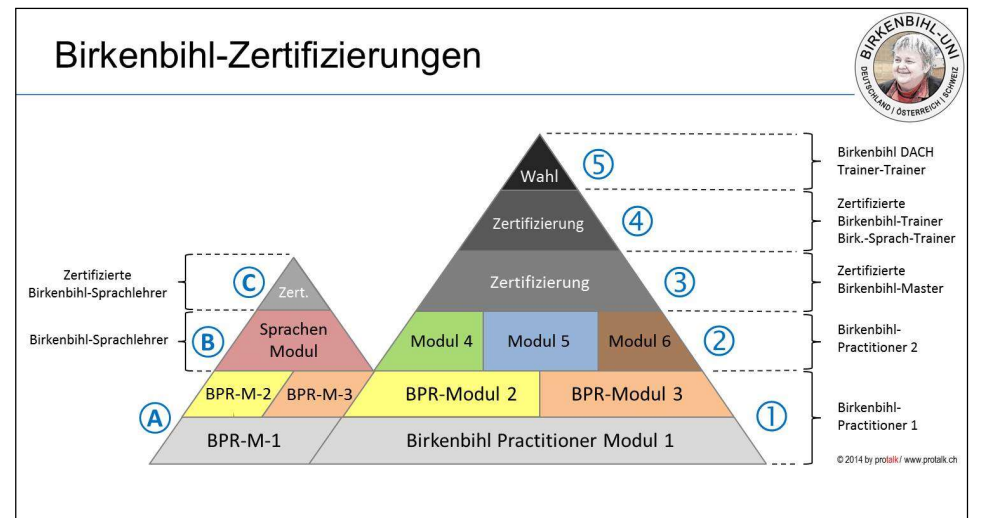 Birkenbihl-Zertifizierungen
BIRKENBIHL-UNI
DEUTSCHLAND | ÖSTERREICH | SCHWEIZ
Wahl
5
Birkenbihl DACH
Trainer-Trainer
Zertifizierung
4
Zertifizierte
Birkenbihl-Trainer
Birk.-Sprach-Trainer
Zertifizierte
Birkenbihl-Sprachlehrer
C
Zert.
Zertifizierung
3
Zertifizierte
Birkenbihl-Master
Birkenbihl-Sprachlehrer
B
Sprachen
Modul
Modul 4
Modul 5
Modul 6
2
Birkenbihl-
Practitioner 2
A
BPR-M-2
BPR-M-3
BPR-Modul 2
BPR-Modul 3
1
Birkenbihl-
Practitioner 1
BPR-M-1
Birkenbihl Practitioner Modul 1
© 2014 by protalk / www.protalk.ch